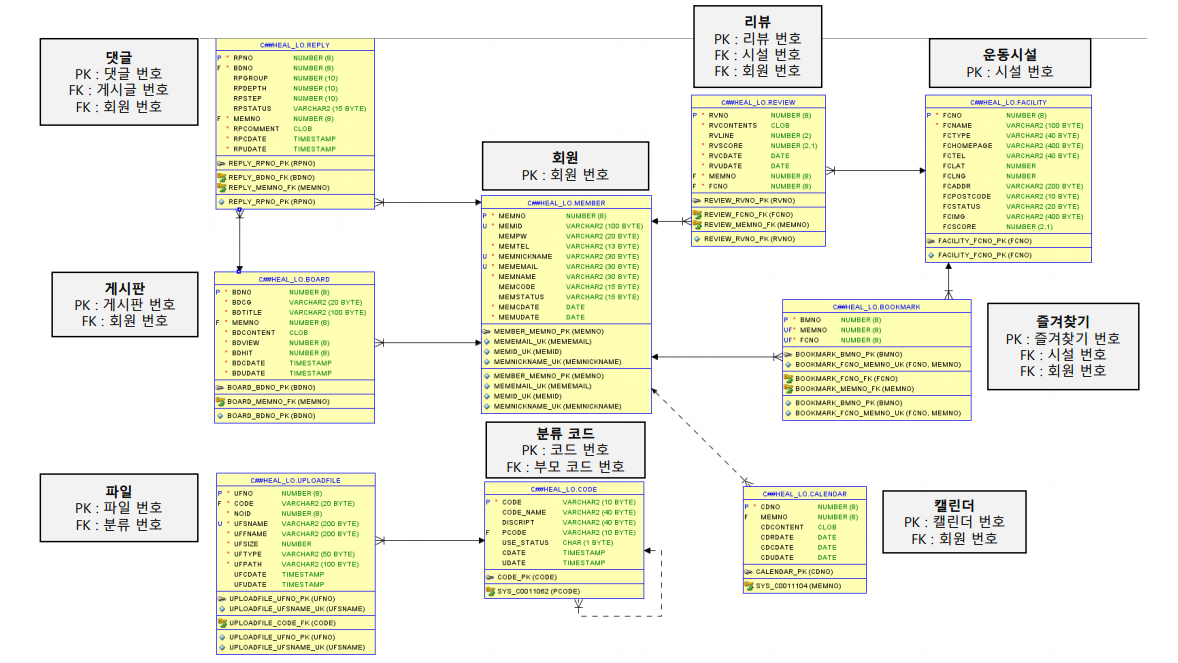 댓글
PK : 댓글 번호
FK : 게시글 번호
FK : 회원 번호
C##HEAL_LO.REPLY
P * RPNO NUMBER (8)
F * BDNO NUMBER (8)
RPGROUP NUMBER (10)
RPDEPTH NUMBER (10)
RPSTEP NUMBER (10)
RPSTATUS VARCHAR2 (15 BYTE)
F * MEMNO NUMBER (8)
* RPCOMMENT CLOB
* RPCDATE TIMESTAMP
* RPUDATE TIMESTAMP
REPLY_RPNO_PK (RPNO)
REPLY_BDNO_FK (BDNO)
REPLY_MEMNO_FK (MEMNO)
REPLY_RPNO_PK (RPNO)
회원
PK : 회원 번호
C##HEAL_LO.MEMBER
P * MEMNO NUMBER (8)
U * MEMID VARCHAR2 (100 BYTE)
MEMPW VARCHAR2 (20 BYTE)
* MEMTEL VARCHAR2 (13 BYTE)
U * MEMNICKNAME VARCHAR2 (30 BYTE)
U * MEMEMAIL VARCHAR2 (30 BYTE)
* MEMNAME VARCHAR2 (30 BYTE)
MEMCODE VARCHAR2 (15 BYTE)
MEMSTATUS VARCHAR2 (15 BYTE)
* MEMCDATE DATE
* MEMUDATE DATE
MEMBER_MEMNO_PK (MEMNO)
MEMEMAIL_UK (MEMEMAIL)
MEMID_UK (MEMID)
MEMNICKNAME_UK (MEMNICKNAME)
MEMBER_MEMNO_PK (MEMNO)
MEMEMAIL_UK (MEMEMAIL)
MEMID_UK (MEMID)
MEMNICKNAME_UK (MEMNICKNAME)
리뷰
PK : 리뷰 번호
FK : 시설 번호
FK : 회원 번호
C##HEAL_LO.REVIEW
P * RVNO NUMBER (8)
* RVCONTENTS CLOB
RVLINE NUMBER (2)
* RVSCORE NUMBER (2,1)
* RVCDATE DATE
* RVUDATE DATE
F * MEMNO NUMBER (8)
F * FCNO NUMBER (8)
REVIEW_RVNO_PK (RVNO)
REVIEW_FCNO_FK (FCNO)
REVIEW_MEMNO_FK (MEMNO)
REVIEW_RVNO_PK (RVNO)
운동시설
PK : 시설 번호
C##HEAL_LO.FACILITY
P * FCNO NUMBER (8)
* FCNAME VARCHAR2 (100 BYTE)
FCTYPE VARCHAR2 (40 BYTE)
FCHOMEPAGE VARCHAR2 (400 BYTE)
FCTEL VARCHAR2 (40 BYTE)
FCLAT NUMBER
FCLNG NUMBER
FCADDR VARCHAR2 (200 BYTE)
FCPOSTCODE VARCHAR2 (10 BYTE)
FCSTATUS VARCHAR2 (20 BYTE)
FCIMG VARCHAR2 (400 BYTE)
FCSCORE NUMBER (2,1)
FACILITY_FCNO_PK (FCNO)
FACILITY_FCNO_PK (FCNO)
게시판
PK : 게시판 번호
FK : 회원 번호
C##HEAL_LO.BOARD
P * BDNO NUMBER (8)
* BDCG VARCHAR2 (20 BYTE)
* BDTITLE VARCHAR2 (100 BYTE)
F * MEMNO NUMBER (8)
* BDCONTENT CLOB
* BDVIEW NUMBER (8)
* BDHIT NUMBER (8)
* BDCDATE TIMESTAMP
* BDUDATE TIMESTAMP
BOARD_BDNO_PK (BDNO)
BOARD_MEMNO_FK (MEMNO)
BOARD_BDNO_PK (BDNO)
C##HEAL_LO.BOOKMARK
P * BMNO NUMBER (8)
UF* MEMNO NUMBER (8)
UF* FCNO NUMBER (8)
BOOKMARK_BMNO_PK (BMNO)
BOOKMARK_FCNO_MEMNO_UK (FCNO, MEMNO)
BOOKMARK_FCNO_FK (FCNO)
BOOKMARK_MEMNO_FK (MEMNO)
BOOKMARK_BMNO_PK (BMNO)
BOOKMARK_FCNO_MEMNO_UK (FCNO, MEMNO)
즐겨찾기
PK : 즐겨찾기 번호
FK : 시설 번호
FK : 회원 번호
파일
PK : 파일 번호
FK : 분류 번호
C##HEAL_LO.UPLOADFILE
P * UFNO NUMBER (8)
F * CODE VARCHAR2 (20 BYTE)
* NOID NUMBER (8)
U * UFSNAME VARCHAR2 (200 BYTE)
* UFFNAME VARCHAR2 (200 BYTE)
* UFSIZE NUMBER
* UFTYPE VARCHAR2 (50 BYTE)
* UFPATH VARCHAR2 (100 BYTE)
UFCDATE TIMESTAMP
UFUDATE TIMESTAMP
UPLOADFILE_UFNO_PK (UFNO)
UPLOADFILE_UFSNAME_UK (UFSNAME)
UPLOADFILE_CODE_FK (CODE)
UPLOADFILE_UFNO_PK (UFNO)
UPLOADFILE_UFSNAME_UK (UFSNAME)
분류 코드
PK : 코드 번호
FK : 부모 코드 번호
C##HEAL_LO.CODE
P * CODE VARCHAR2 (10 BYTE)
CODE_NAME VARCHAR2 (40 BYTE)
DISCRIPT VARCHAR2 (40 BYTE)
F PCODE VARCHAR2 (10 BYTE)
USE_STATUS CHAR (1 BYTE)
CDATE TIMESTAMP
UDATE TIMESTAMP
CODE_PK (CODE)
SYS_C0011062 (PCODE)
C##HEAL_LO.CALENDAR
P * CDNO NUMBER (8)
F MEMNO NUMBER (8)
CDCONTENT CLOB
CDRDATE DATE
CDCDATE DATE
CDUDATE DATE
CALENDAR_PK (CDNO)
SYS_C0011104 (MEMNO)
캘린더
PK : 캘린더 번호
FK : 회원 번호